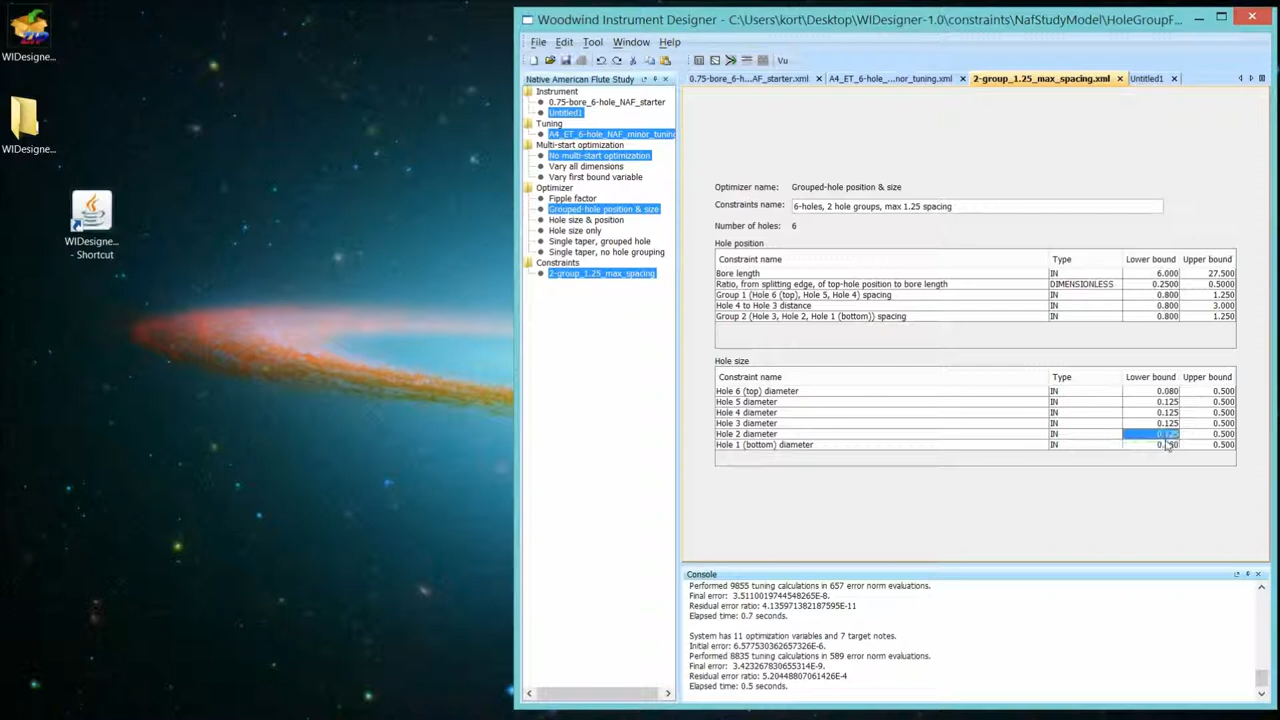 WIDesigne...
WIDesigne...
WIDesigne...
- Shortcut
Woodwind Instrument Designer - C:\Users\kort\Desktop\WIDesigner-1.0\constraints\NafStudyModel\HoleGroupF...
File Edit Tool Window Help
Vu
Native American Flute Study
0.75-bore_6-h...AF_starter.xml A4_ET_6-hole_...nor_tuning.xml 2-group_1.25_max_spacing.xml Untitled1
Instrument
0.75-bore_6-hole_NAF_starter
Untitled1
Tuning
A4_ET_6-hole_NAF_minor_tuning
Multi-start optimization
No multi-start optimization
Vary all dimensions
Vary first bound variable
Optimizer
Fipple factor
Grouped-hole position & size
Hole size & position
Hole size only
Single taper, grouped hole
Single taper, no hole grouping
Constraints
2-group_1.25_max_spacing
Optimizer name: Grouped-hole position & size
Constraints name: 6-holes, 2 hole groups, max 1.25 spacing
Number of holes: 6
Hole position
Constraint name Type Lower bound Upper bound
Bore length IN 6.000 27.500
Ratio, from splitting edge, of top-hole position to bore length DIMENSIONLESS 0.2500 0.5000
Group 1 (Hole 6 (top), Hole 5, Hole 4) spacing IN 0.800 1.250
Hole 4 to Hole 3 distance IN 0.800 3.000
Group 2 (Hole 3, Hole 2, Hole 1 (bottom)) spacing IN 0.800 1.250
Hole size
Constraint name Type Lower bound Upper bound
Hole 6 (top) diameter IN 0.080 0.500
Hole 5 diameter IN 0.125 0.500
Hole 4 diameter IN 0.125 0.500
Hole 3 diameter IN 0.125 0.500
Hole 2 diameter IN 0.125 0.500
Hole 1 (bottom) diameter IN 0.500
Console
Performed 9855 tuning calculations in 657 error norm evaluations.
Final error: 3.5110019744548265E-8.
Residual error ratio: 4.135971382187595E-11
Elapsed time: 0.7 seconds.
System has 11 optimization variables and 7 target notes.
Initial error: 6.577530362657326E-6.
Performed 8835 tuning calculations in 589 error norm evaluations.
Final error: 3.423267830655314E-9.
Residual error ratio: 5.20448807061426E-4
Elapsed time: 0.5 seconds.